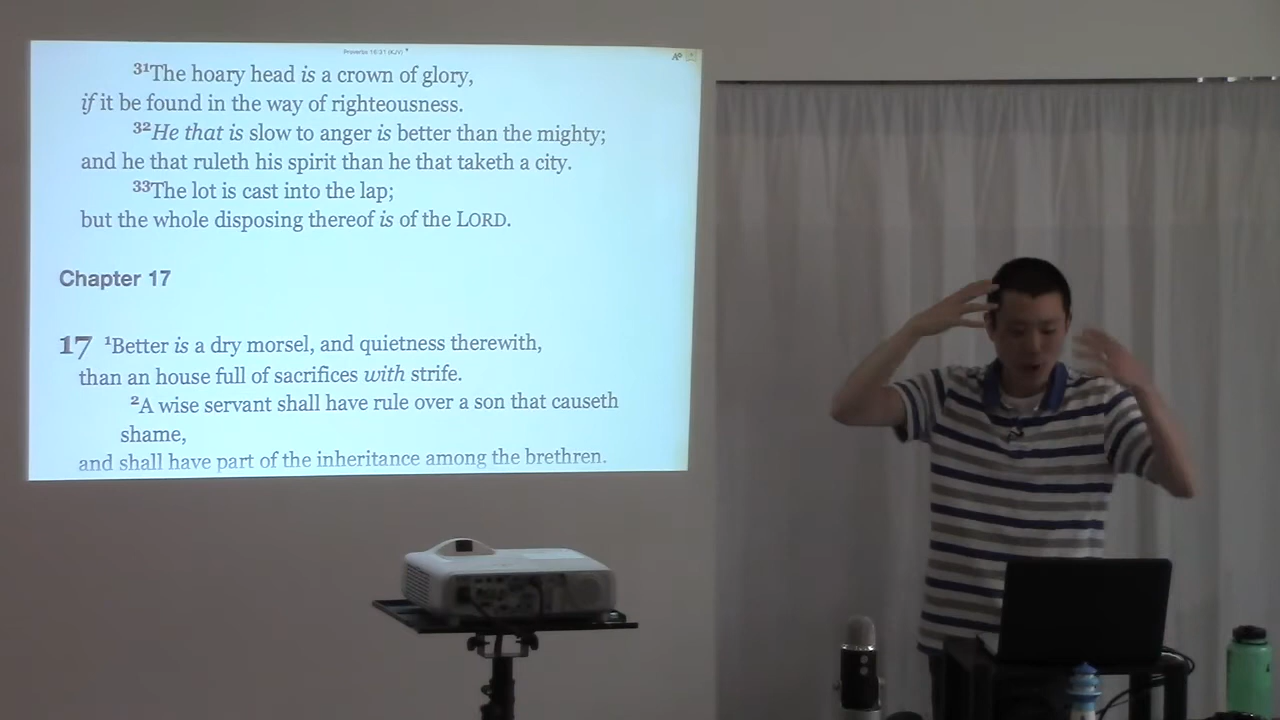 Proverbs 16:31 (KJV)
³¹The hoary head is a crown of glory,
if it be found in the way of righteousness.
³²He that is slow to anger is better than the mighty;
and he that ruleth his spirit than he that taketh a city.
³³The lot is cast into the lap;
but the whole disposing thereof is of the LORD.
Chapter 17
17 ¹Better is a dry morsel, and quietness therewith,
than an house full of sacrifices with strife.
²A wise servant shall have rule over a son that causeth
shame,
and shall have part of the inheritance among the brethren.